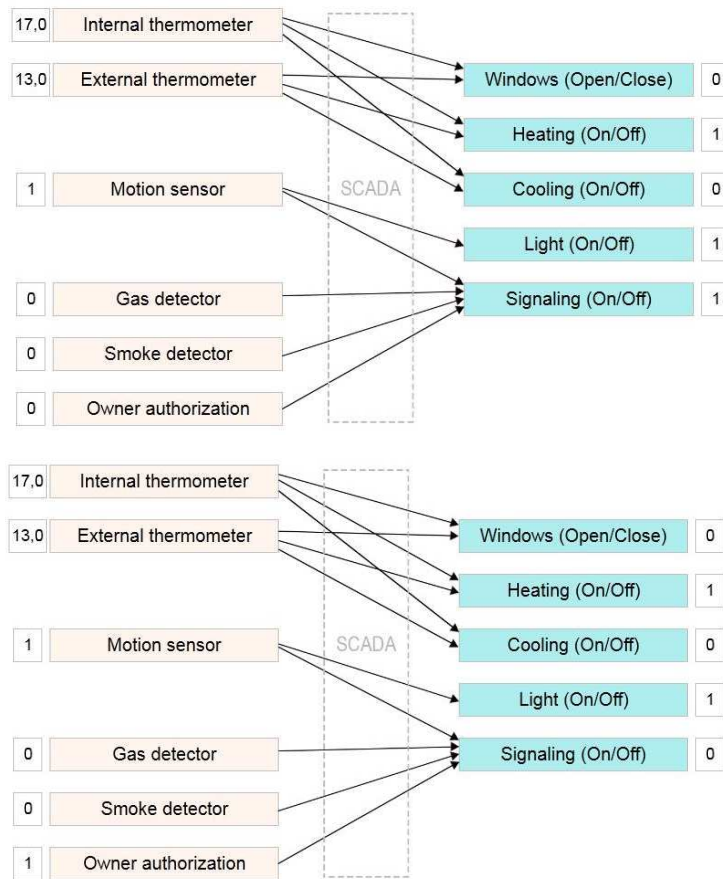 17,0 Internal thermometer
13,0 External thermometer Windows (Open/Close) 0
Heating (On/Off) 1
1 Motion sensor SCADA Cooling (On/Off) 0
Light (On/Off) 1
0 Gas detector Signaling (On/Off) 1
0 Smoke detector
0 Owner authorization
17,0 Internal thermometer
13,0 External thermometer Windows (Open/Close) 0
Heating (On/Off) 1
1 Motion sensor SCADA Cooling (On/Off) 0
Light (On/Off) 1
0 Gas detector Signaling (On/Off) 0
0 Smoke detector
1 Owner authorization